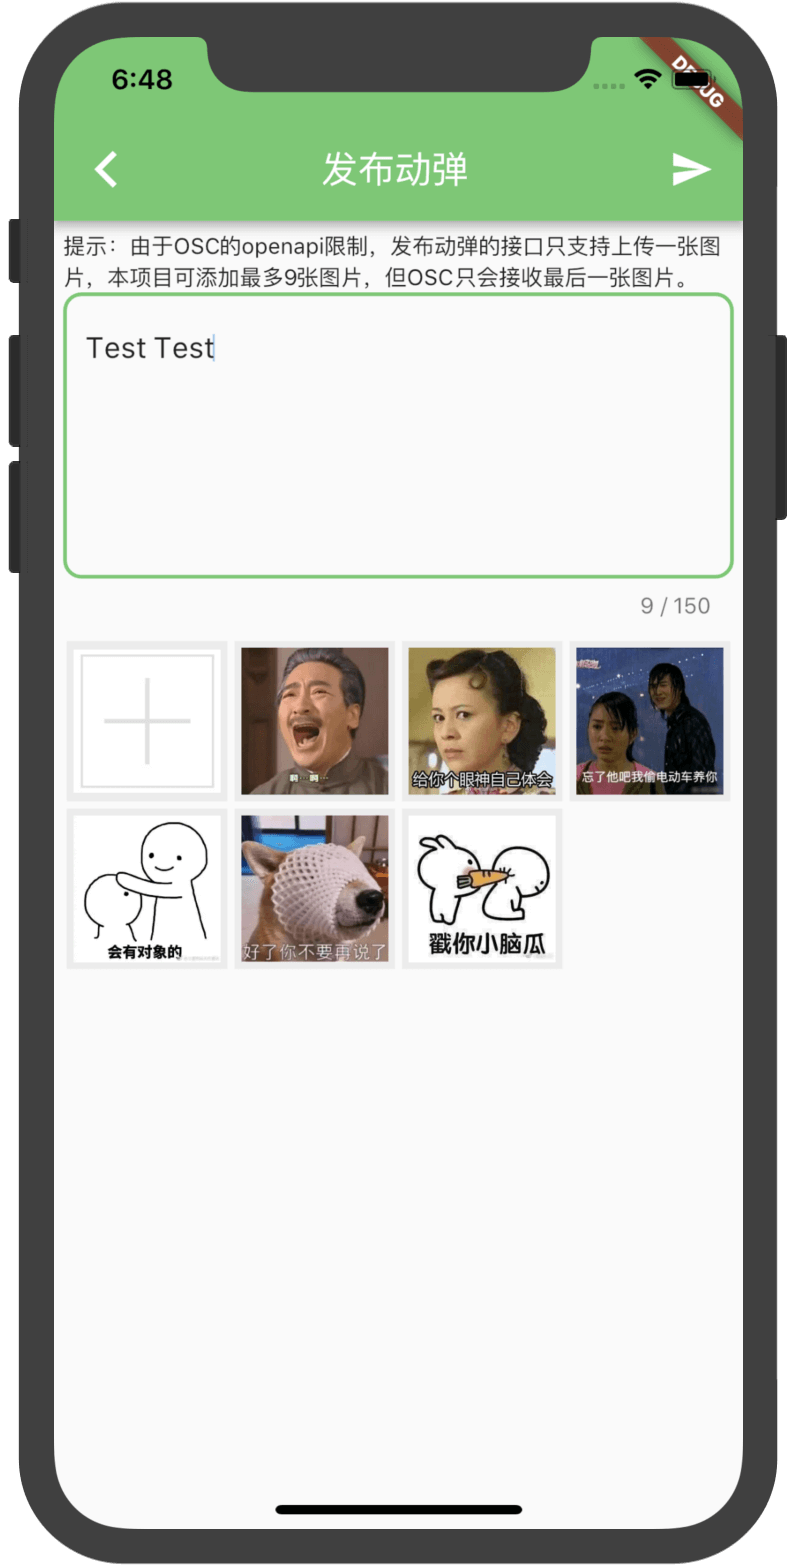 6:48
DEBUG
发布动弹
提示：由于OSC的openapi限制，发布动弹的接口只支持上传一张图
片，本项目可添加最多9张图片，但OSC只会接收最后一张图片。
Test Test
9 / 150
啊…啊…
给你个眼神自己体会
忘了他吧我偷电动车养你
会有对象的
好了你不要再说了
戳你小脑瓜